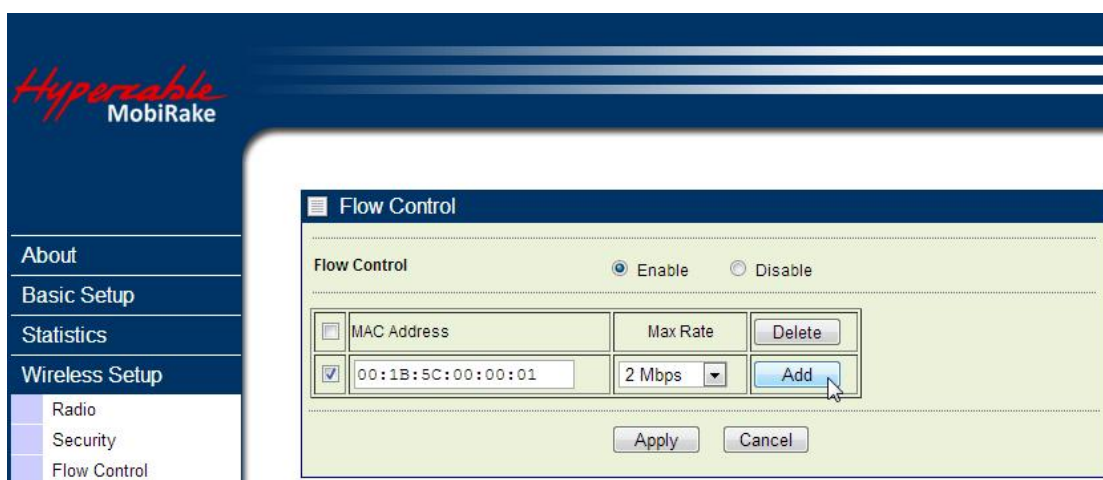 Hypercable
MobiRake
About
Basic Setup
Statistics
Wireless Setup
Radio
Security
Flow Control
Flow Control
Flow Control Enable Disable
MAC Address Max Rate Delete
00:1B:5C:00:00:01 2 Mbps Add
Apply Cancel